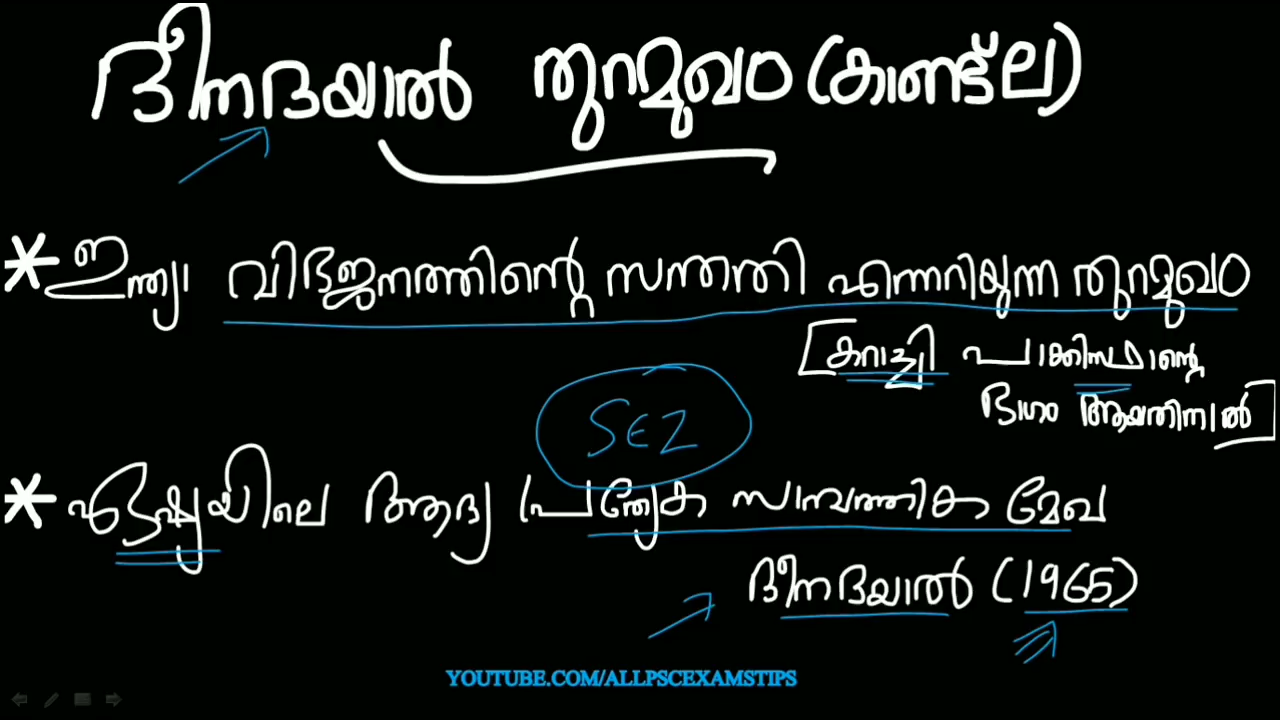 ദീനദയാൽ തുറമുഖം (കാണ്ട്ല)
* ഇന്ത്യാ വിഭജനത്തിന്റെ സന്തതി എന്നറിയുന്ന തുറമുഖം
[കറാച്ചി പാക്കിസ്ഥാന്റെ
ഭാഗം ആയതിനാൽ]
SEZ
* ഏഷ്യയിലെ ആദ്യ പ്രത്യേക സാമ്പത്തിക മേഖല
ദീനദയാൽ (1965)
YOUTUBE.COM/ALLPSCEXAMSTIPS